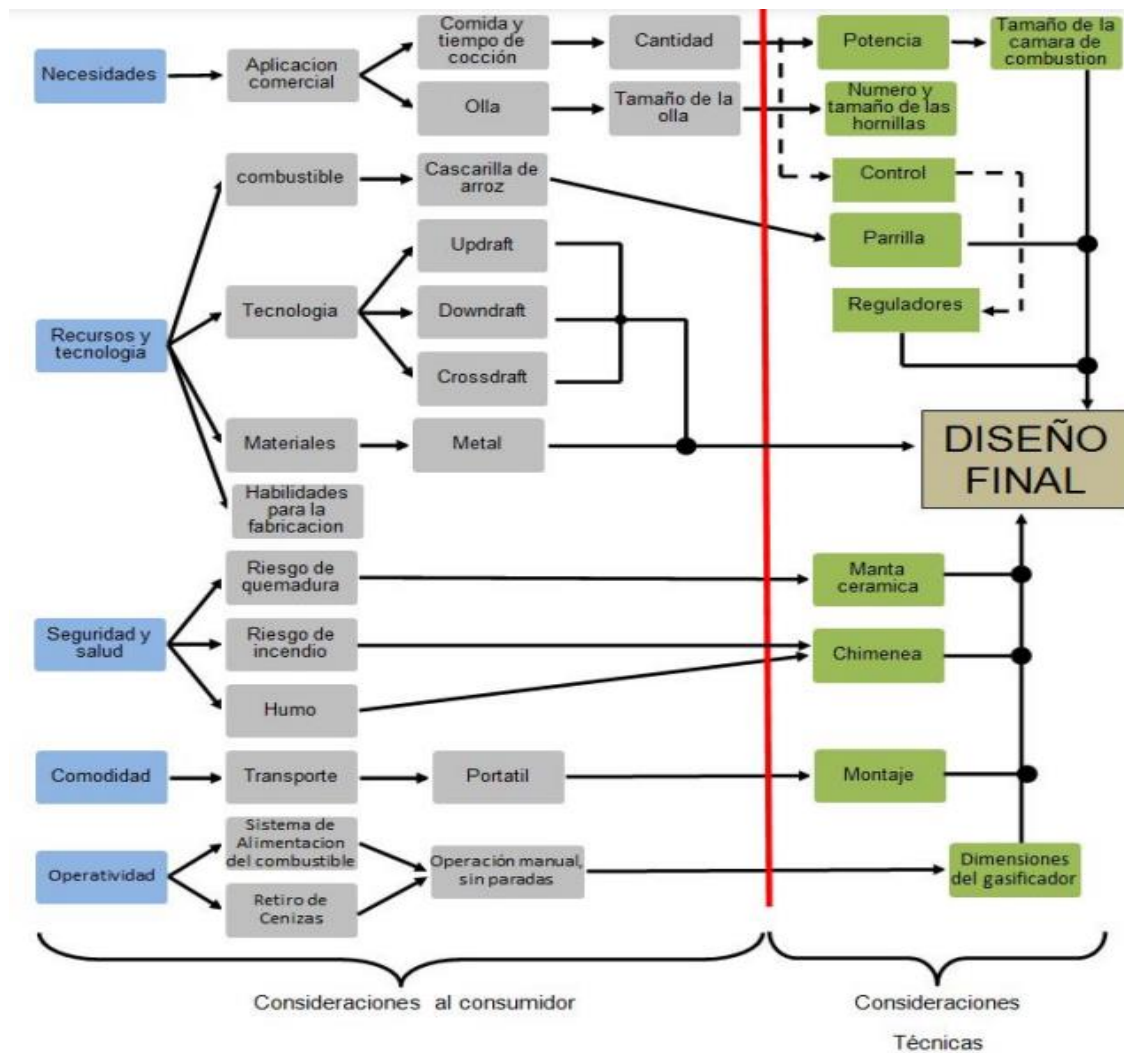 Necesidades
Aplicacion
comercial
Comida y
tiempo de
cocción
Cantidad
Potencia
Tamaño de la
camara de
combustion
Olla
Tamaño de la
olla
Numero y
tamaño de las
hornillas
combustible
Cascarilla de
arroz
Control
Parrilla
Updraft
Recursos y
tecnologia
Tecnologia
Downdraft
Reguladores
Crossdraft
Materiales
Metal
DISEÑO
FINAL
Habilidades
para la
fabricacion
Riesgo de
quemadura
Manta
ceramica
Seguridad y
salud
Riesgo de
incendio
Chimenea
Humo
Comodidad
Transporte
Portatil
Montaje
Operatividad
Sistema de
Alimentacion
del combustible
Operación manual,
sin paradas
Dimensiones
del gasificador
Retiro de
Cenizas
Consideraciones al consumidor
Consideraciones
Técnicas